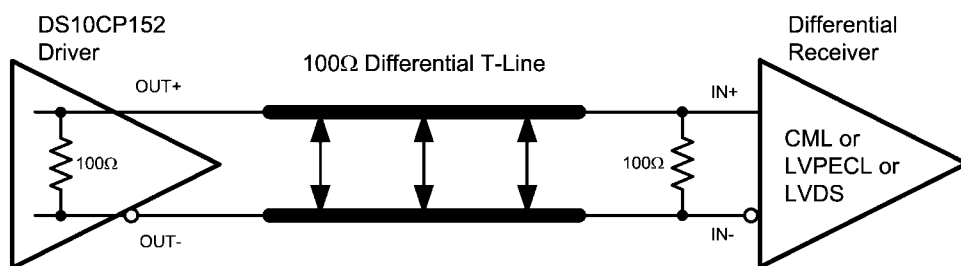 DS10CP152
Driver
Differential
Receiver
100Ω Differential T-Line
OUT+
IN+
100Ω
100Ω
CML or
LVPECL or
LVDS
OUT-
IN-